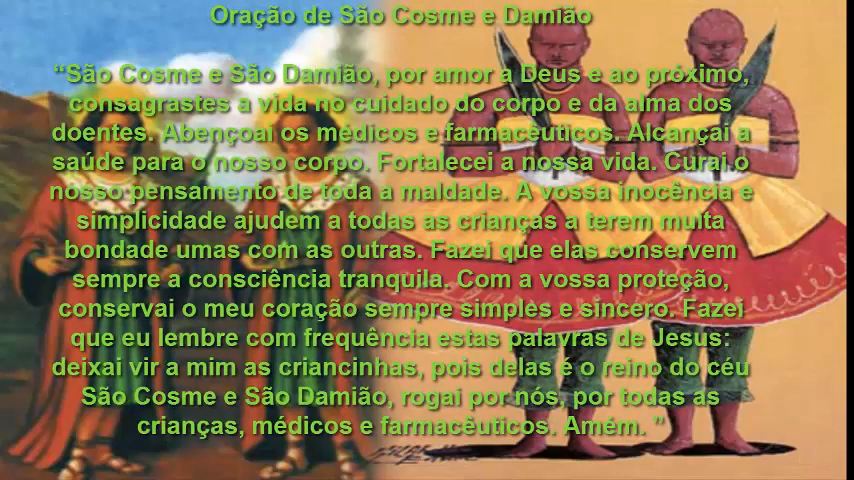 Oração de São Cosme e Damião
“São Cosme e São Damião, por amor a Deus e ao próximo,
consagrastes a vida no cuidado do corpo e da alma dos
doentes. Abençoai os médicos e farmacêuticos. Alcançai a
saúde para o nosso corpo. Fortalecei a nossa vida. Curai o
nosso pensamento de toda a maldade. A vossa inocência e
simplicidade ajudem a todas as crianças a terem muita
bondade umas com as outras. Fazei que elas conservem
sempre a consciência tranquila. Com a vossa proteção,
conservai o meu coração sempre simples e sincero. Fazei
que eu lembre com frequência estas palavras de Jesus:
deixai vir a mim as criancinhas, pois delas é o reino do céu
São Cosme e São Damião, rogai por nós, por todas as
crianças, médicos e farmacêuticos. Amém. ”